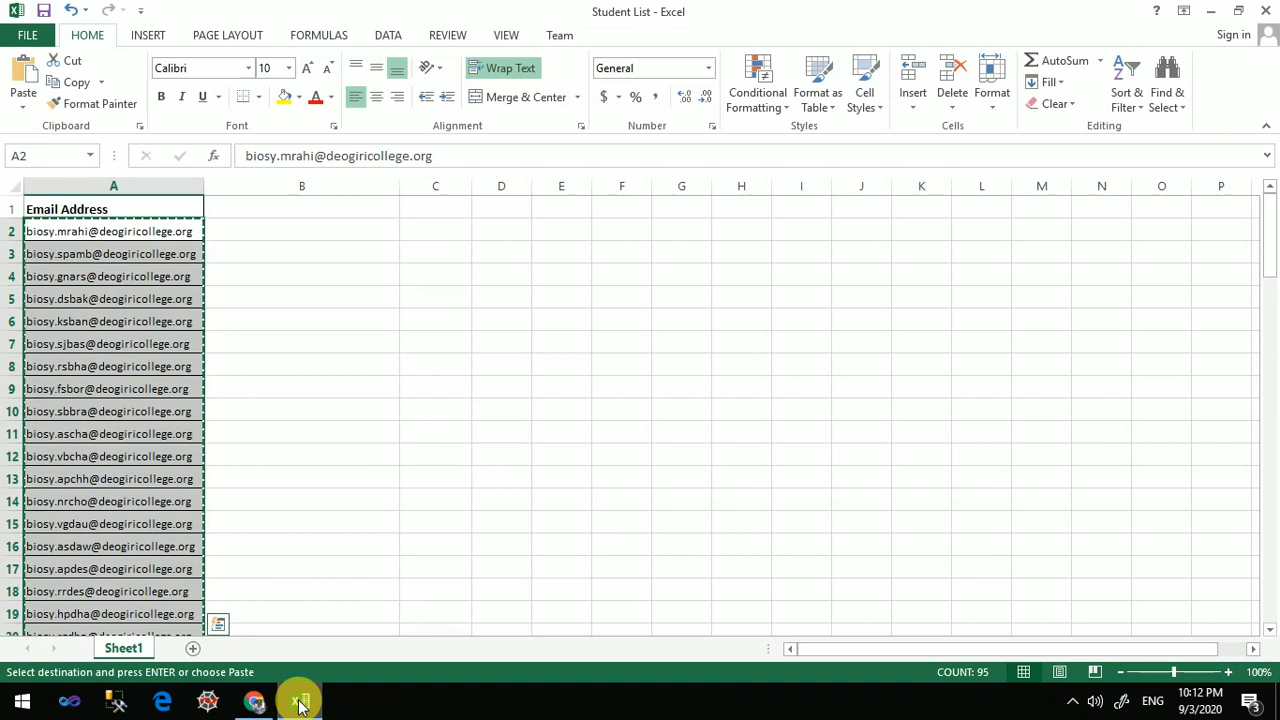 Student List - Excel
?
FILE
HOME
INSERT
PAGE LAYOUT
FORMULAS
DATA
REVIEW
VIEW
Team
Sign in
Paste
Cut
Copy
Format Painter
Clipboard
Calibri
10
B I U
Font
Wrap Text
Merge & Center
Alignment
General
$ % ,
Number
Conditional Formatting
Format as Table
Cell Styles
Styles
Insert
Delete
Format
Cells
AutoSum
Fill
Clear
Sort & Filter
Find & Select
Editing
A2
fx
biosy.mrahi@deogiricollege.org
A B C D E F G H I J K L M N O P
1 Email Address
2 biosy.mrahi@deogiricollege.org
3 biosy.spamb@deogiricollege.org
4 biosy.gnars@deogiricollege.org
5 biosy.dsbak@deogiricollege.org
6 biosy.ksban@deogiricollege.org
7 biosy.sjbas@deogiricollege.org
8 biosy.rsbha@deogiricollege.org
9 biosy.fsbor@deogiricollege.org
10 biosy.sbbra@deogiricollege.org
11 biosy.ascha@deogiricollege.org
12 biosy.vbcha@deogiricollege.org
13 biosy.apchh@deogiricollege.org
14 biosy.nrcho@deogiricollege.org
15 biosy.vgdau@deogiricollege.org
16 biosy.asdaw@deogiricollege.org
17 biosy.apdes@deogiricollege.org
18 biosy.rrdes@deogiricollege.org
19 biosy.hpdha@deogiricollege.org
Sheet1
Select destination and press ENTER or choose Paste
COUNT: 95
100%
ENG
10:12 PM
9/3/2020
3